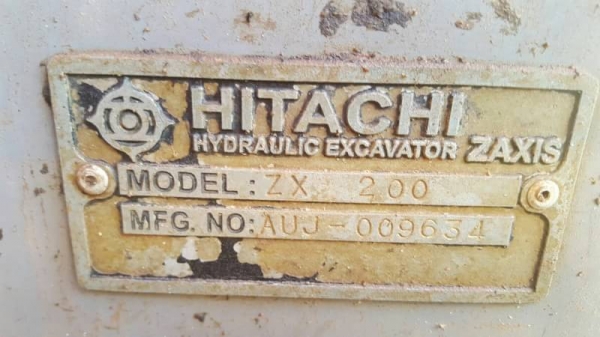 HITACHI
HYDRAULIC EXCAVATOR ZAXIS
MODEL: ZX 200
MFG. NO: AUJ-009634